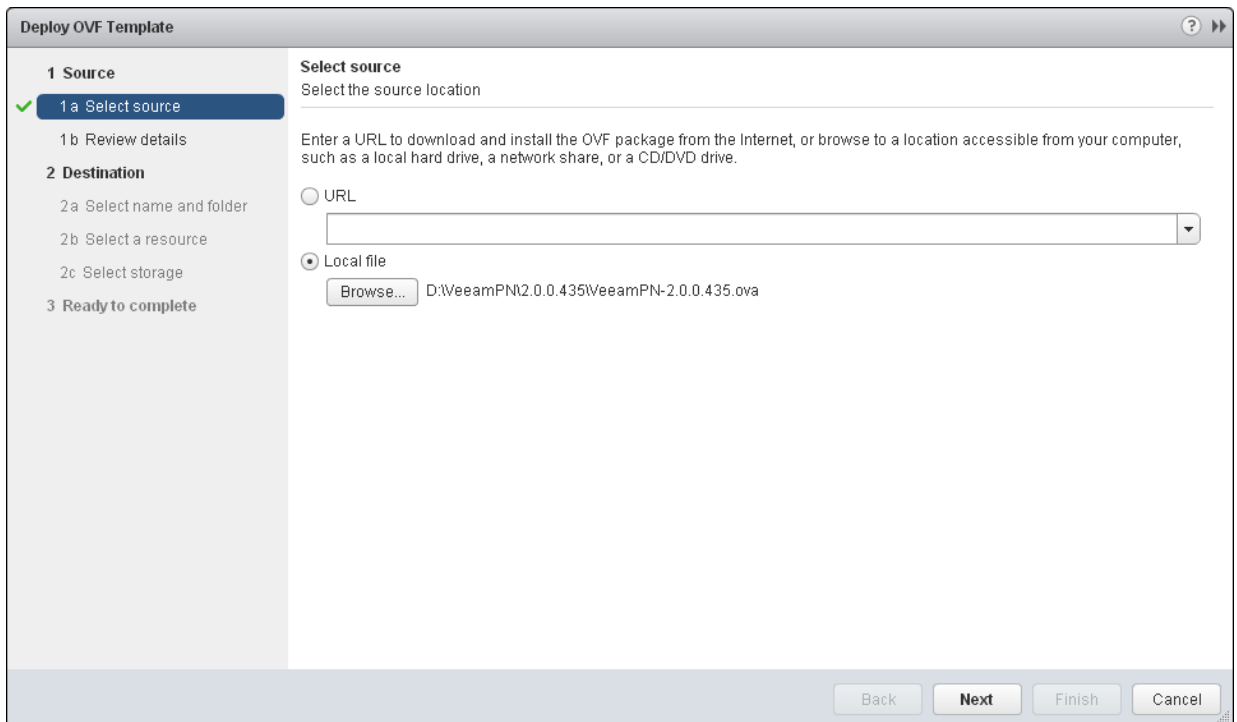 Deploy OVF Template
?
1 Source
1a Select source
1b Review details
2 Destination
2a Select name and folder
2b Select a resource
2c Select storage
3 Ready to complete
Select source
Select the source location
Enter a URL to download and install the OVF package from the Internet, or browse to a location accessible from your computer,
such as a local hard drive, a network share, or a CD/DVD drive.
URL
Local file
Browse... D:\VeeamPN\2.0.0.435\VeeamPN-2.0.0.435.ova
Back Next Finish Cancel